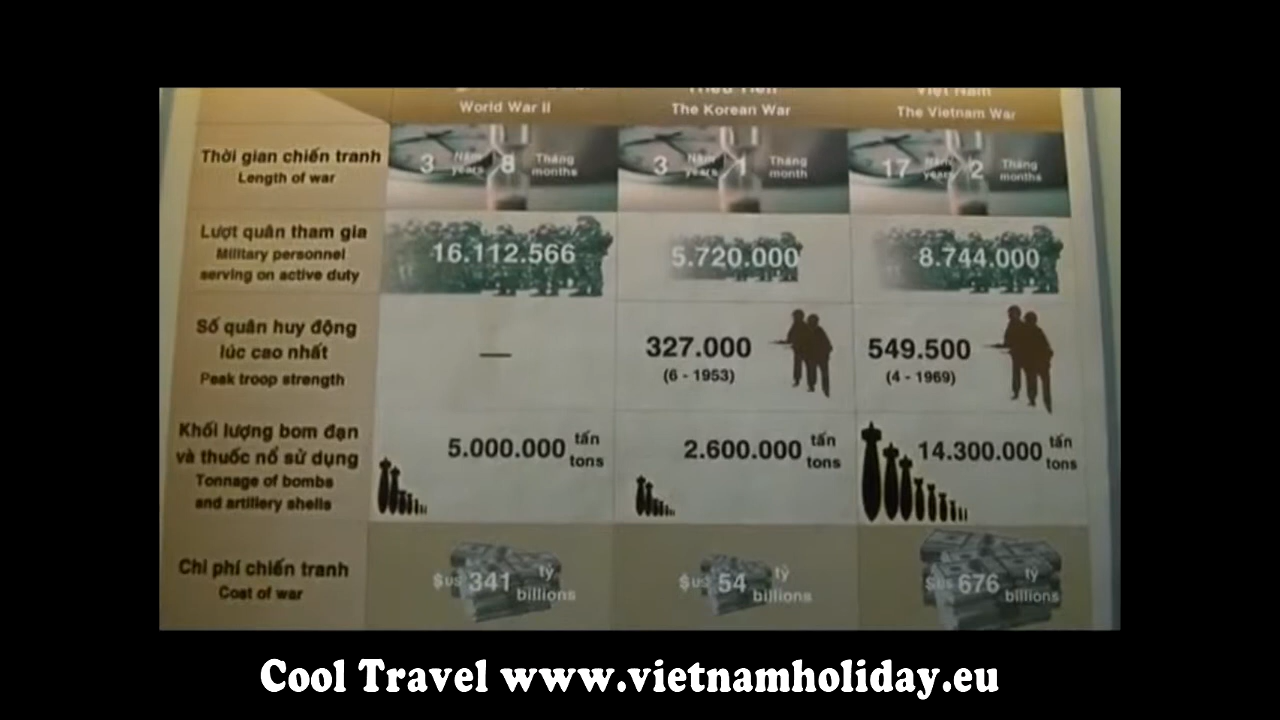 World War II
Triều Tiên
The Korean War
Việt Nam
The Vietnam War
Thời gian chiến tranh
Length of war
3 Năm years 8 Tháng months
3 Năm years 1 Tháng month
17 Năm years 2 Tháng months
Lượt quân tham gia
Military personnel
serving on active duty
16.112.566
5.720.000
8.744.000
Số quân huy động
lúc cao nhất
Peak troop strength
—
327.000
(6 - 1953)
549.500
(4 - 1969)
Khối lượng bom đạn
và thuốc nổ sử dụng
Tonnage of bombs
and artillery shells
5.000.000 tấn tons
2.600.000 tấn tons
14.300.000 tấn tons
Chi phí chiến tranh
Cost of war
$US 341 tỷ billions
$US 54 tỷ billions
$US 676 tỷ billions
Cool Travel www.vietnamholiday.eu